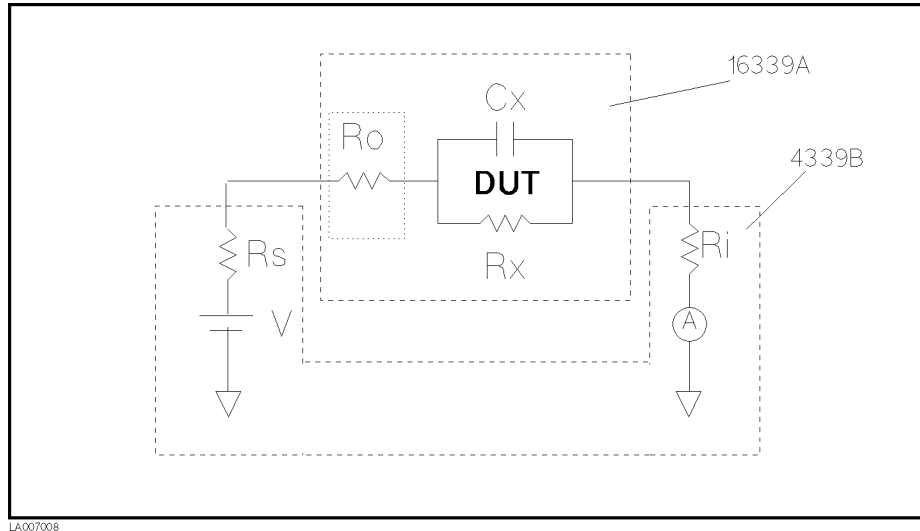 16339A
Cx
Ro
4339B
DUT
Rs
Ri
Rx
V
A
LA007008